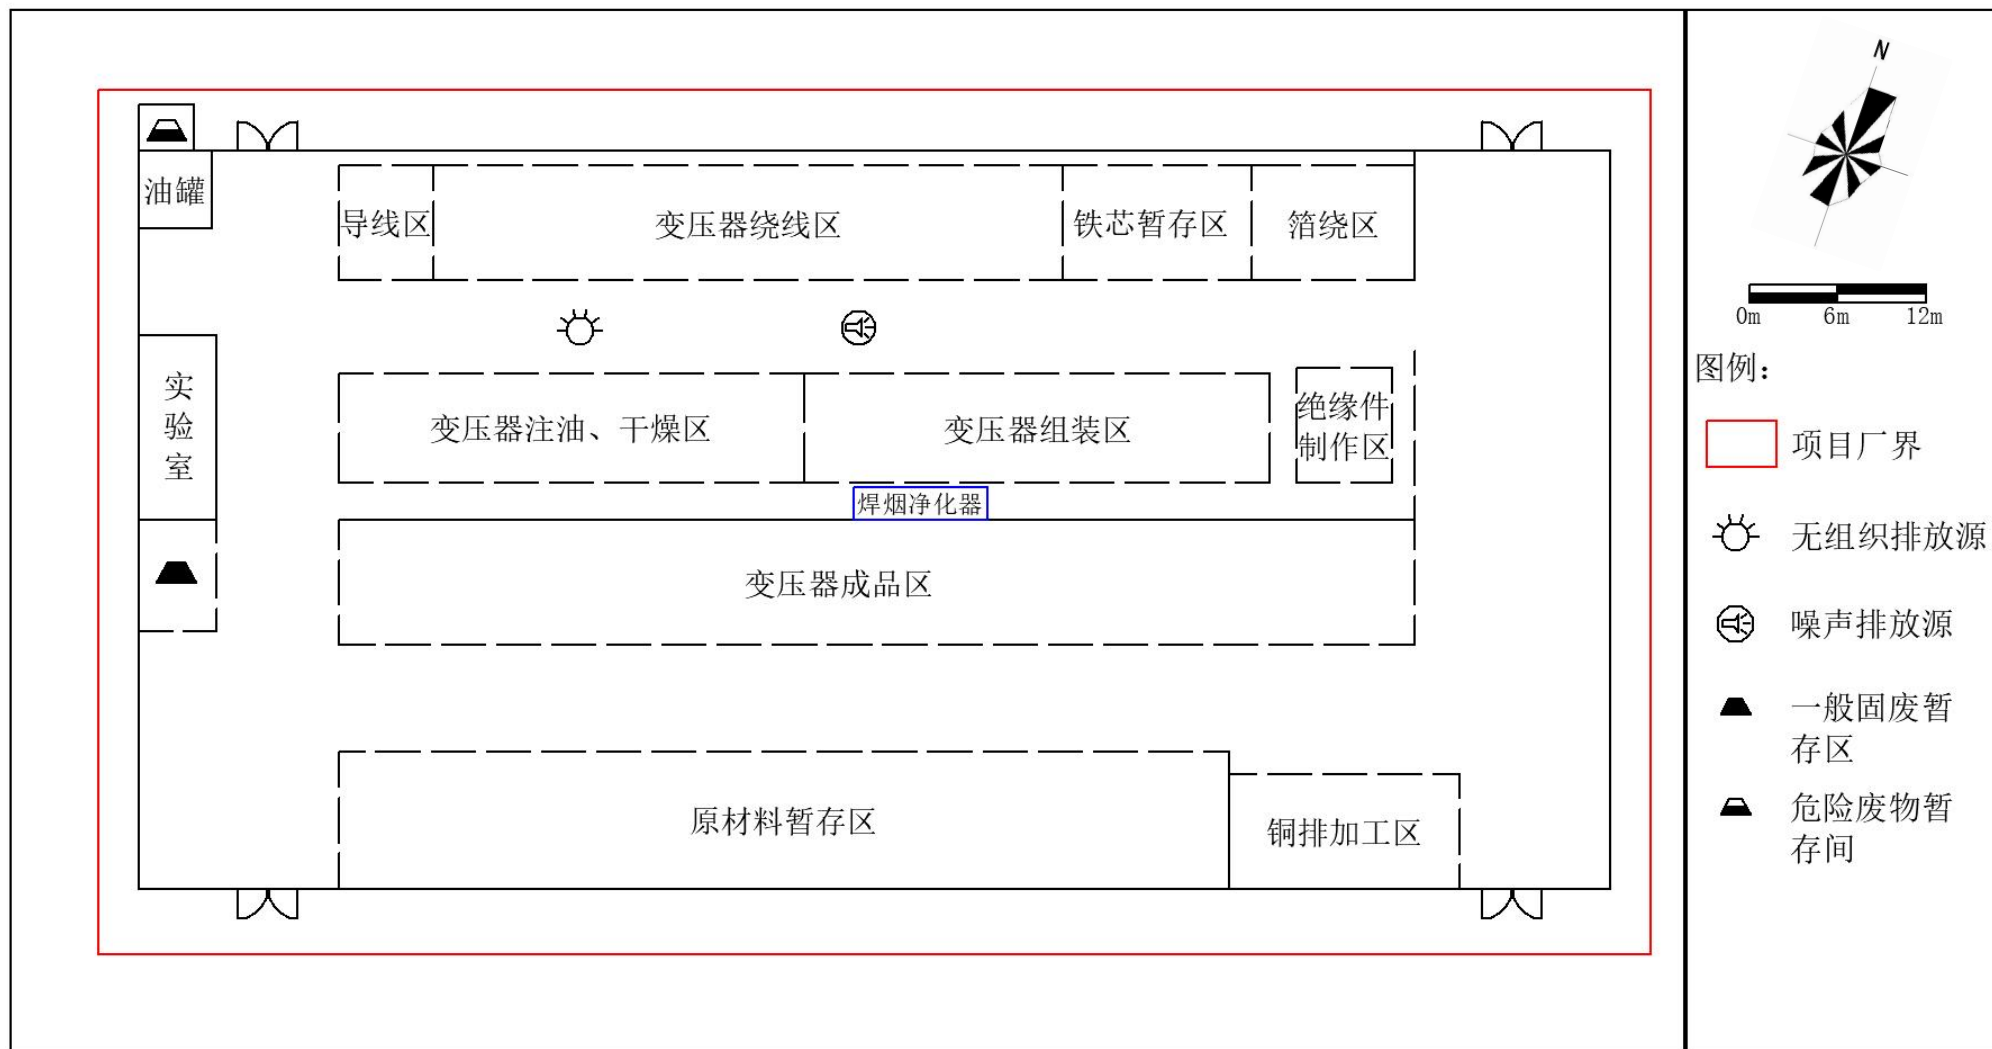 油罐
导线区
变压器绕线区
铁芯暂存区
箔绕区
实
验
室
变压器注油、干燥区
变压器组装区
绝缘件
制作区
焊烟净化器
变压器成品区
原材料暂存区
铜排加工区
N
0m
6m
12m
图例：
项目厂界
无组织排放源
噪声排放源
一般固废暂
存区
危险废物暂
存间